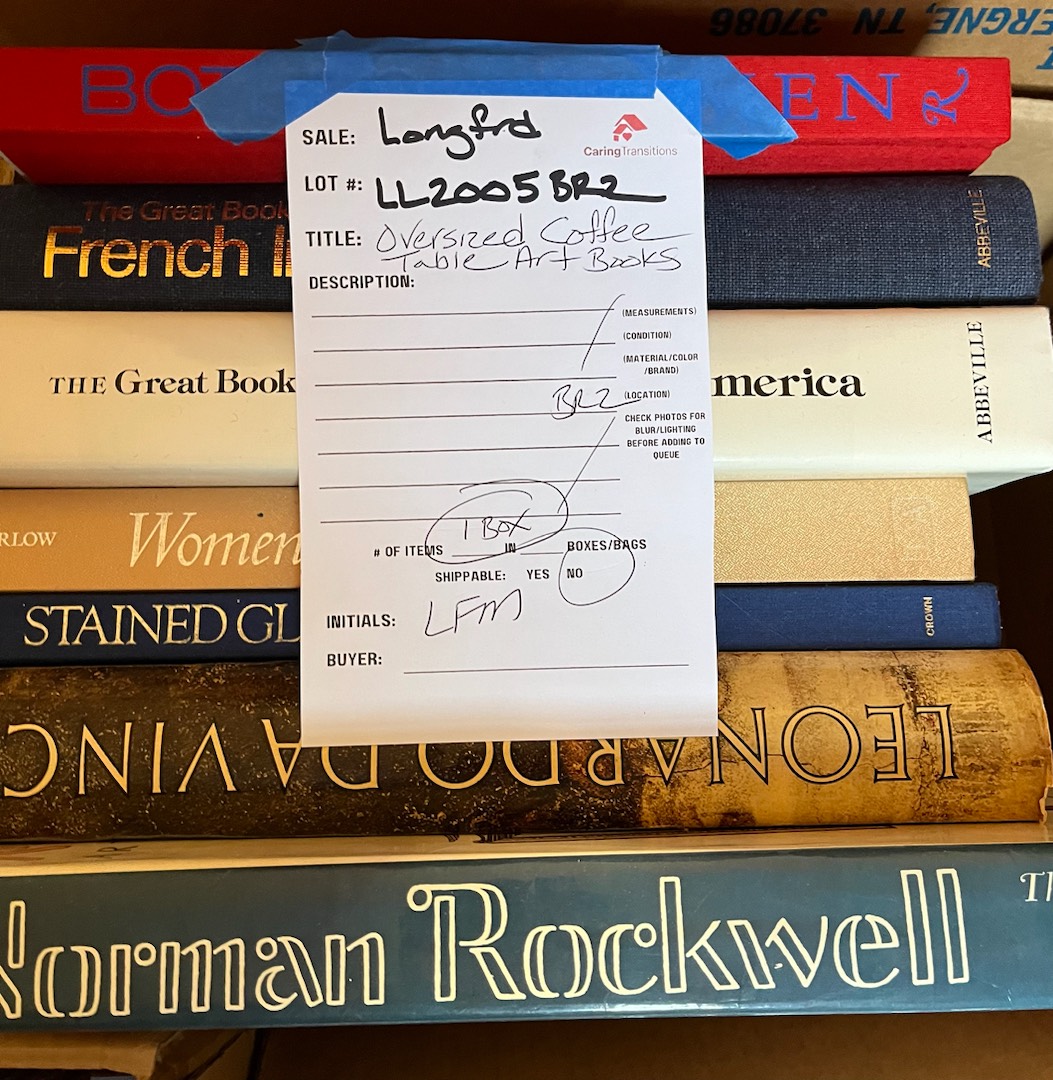 ERGNE, TN 37086
BOT
EN R
SALE: Longfrd
CaringTransitions
LOT #: LL2005BR2
TITLE: Oversized Coffee
Table Art Books
DESCRIPTION:
The Great Book
French I
ABBEVILLE
(MEASUREMENTS)
(CONDITION)
(MATERIAL/COLOR
/BRAND)
BR2 (LOCATION)
CHECK PHOTOS FOR
BLUR/LIGHTING
BEFORE ADDING TO
QUEUE
THE Great Book
merica
ABBEVILLE
# OF ITEMS 1 BOX IN BOXES/BAGS
SHIPPABLE: YES NO
INITIALS: LFM
BUYER:
RLOW Women
STAINED GL
CROWN
LEONARDO DA VINC
Norman Rockwell Th